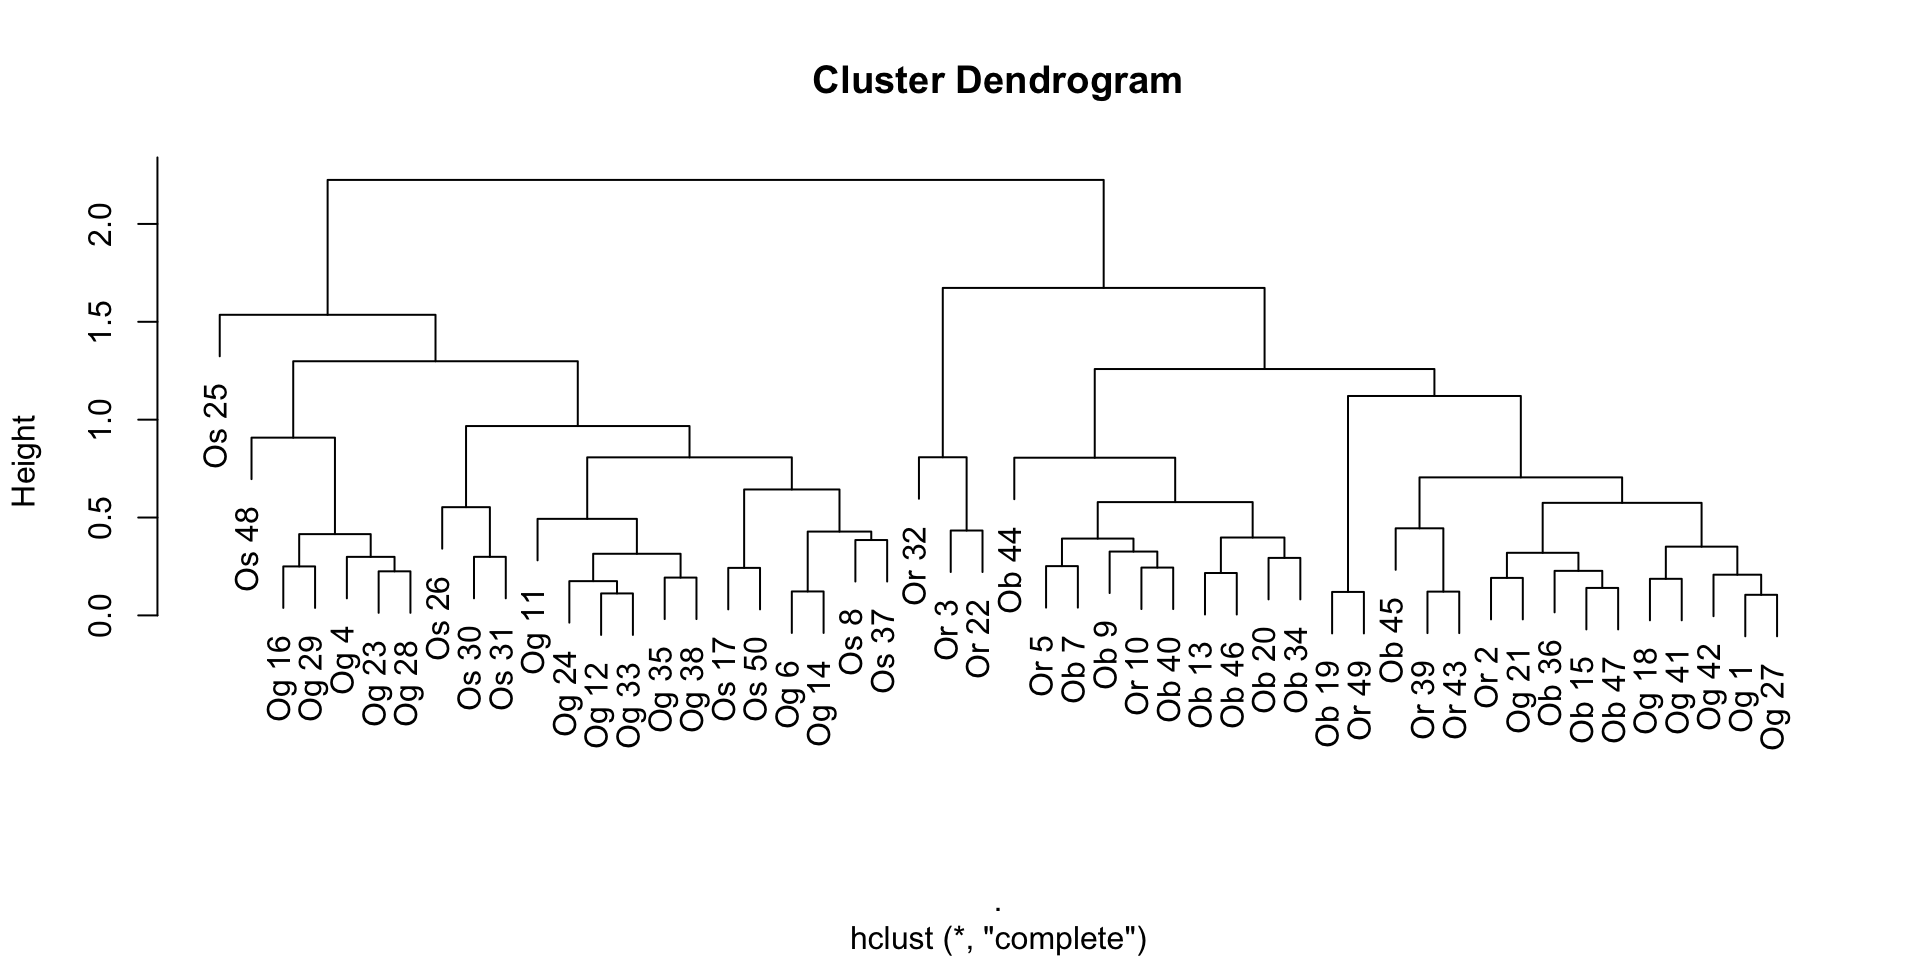 Cluster Dendrogram
Height
2.0
1.5
1.0
0.5
0.0
Os 25
Os 48
Og 16
Og 29
Og 4
Og 23
Og 28
Os 26
Os 30
Os 31
Og 11
Og 24
Og 12
Og 33
Og 35
Og 38
Os 17
Os 50
Og 6
Og 14
Os 8
Os 37
Or 32
Or 3
Or 22
Ob 44
Or 5
Ob 7
Ob 9
Or 10
Ob 40
Ob 13
Ob 46
Ob 20
Ob 34
Ob 19
Or 49
Ob 45
Or 39
Or 43
Or 2
Og 21
Ob 36
Ob 15
Ob 47
Og 18
Og 41
Og 42
Og 1
Og 27
.
hclust (*, "complete")